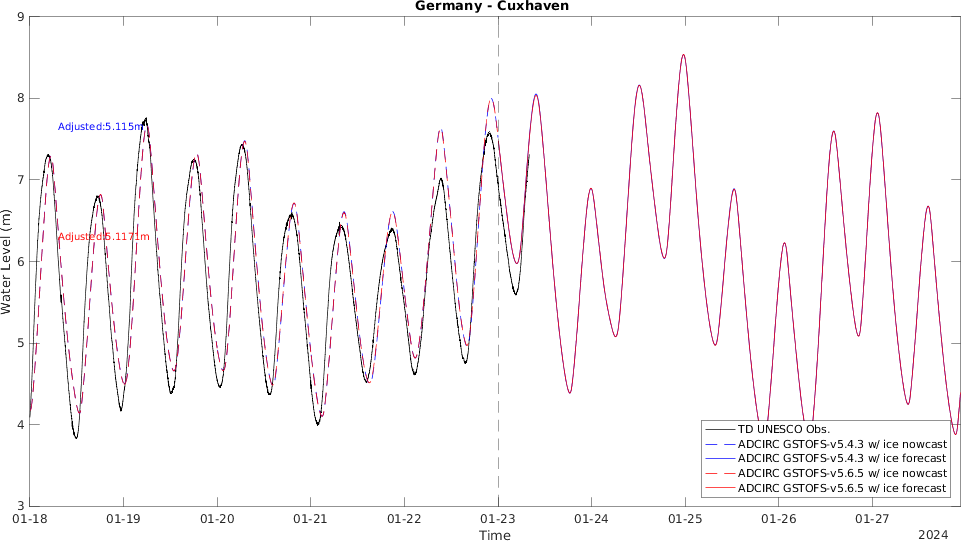 Germany - Cuxhaven
9
8
7
6
5
4
3
Water Level (m)
Adjusted:5.115m
Adjusted:5.1171m
TD UNESCO Obs.
ADCIRC GSTOFS-v5.4.3 w/ ice nowcast
ADCIRC GSTOFS-v5.4.3 w/ ice forecast
ADCIRC GSTOFS-v5.6.5 w/ ice nowcast
ADCIRC GSTOFS-v5.6.5 w/ ice forecast
01-18 01-19 01-20 01-21 01-22 01-23 01-24 01-25 01-26 01-27
Time
2024